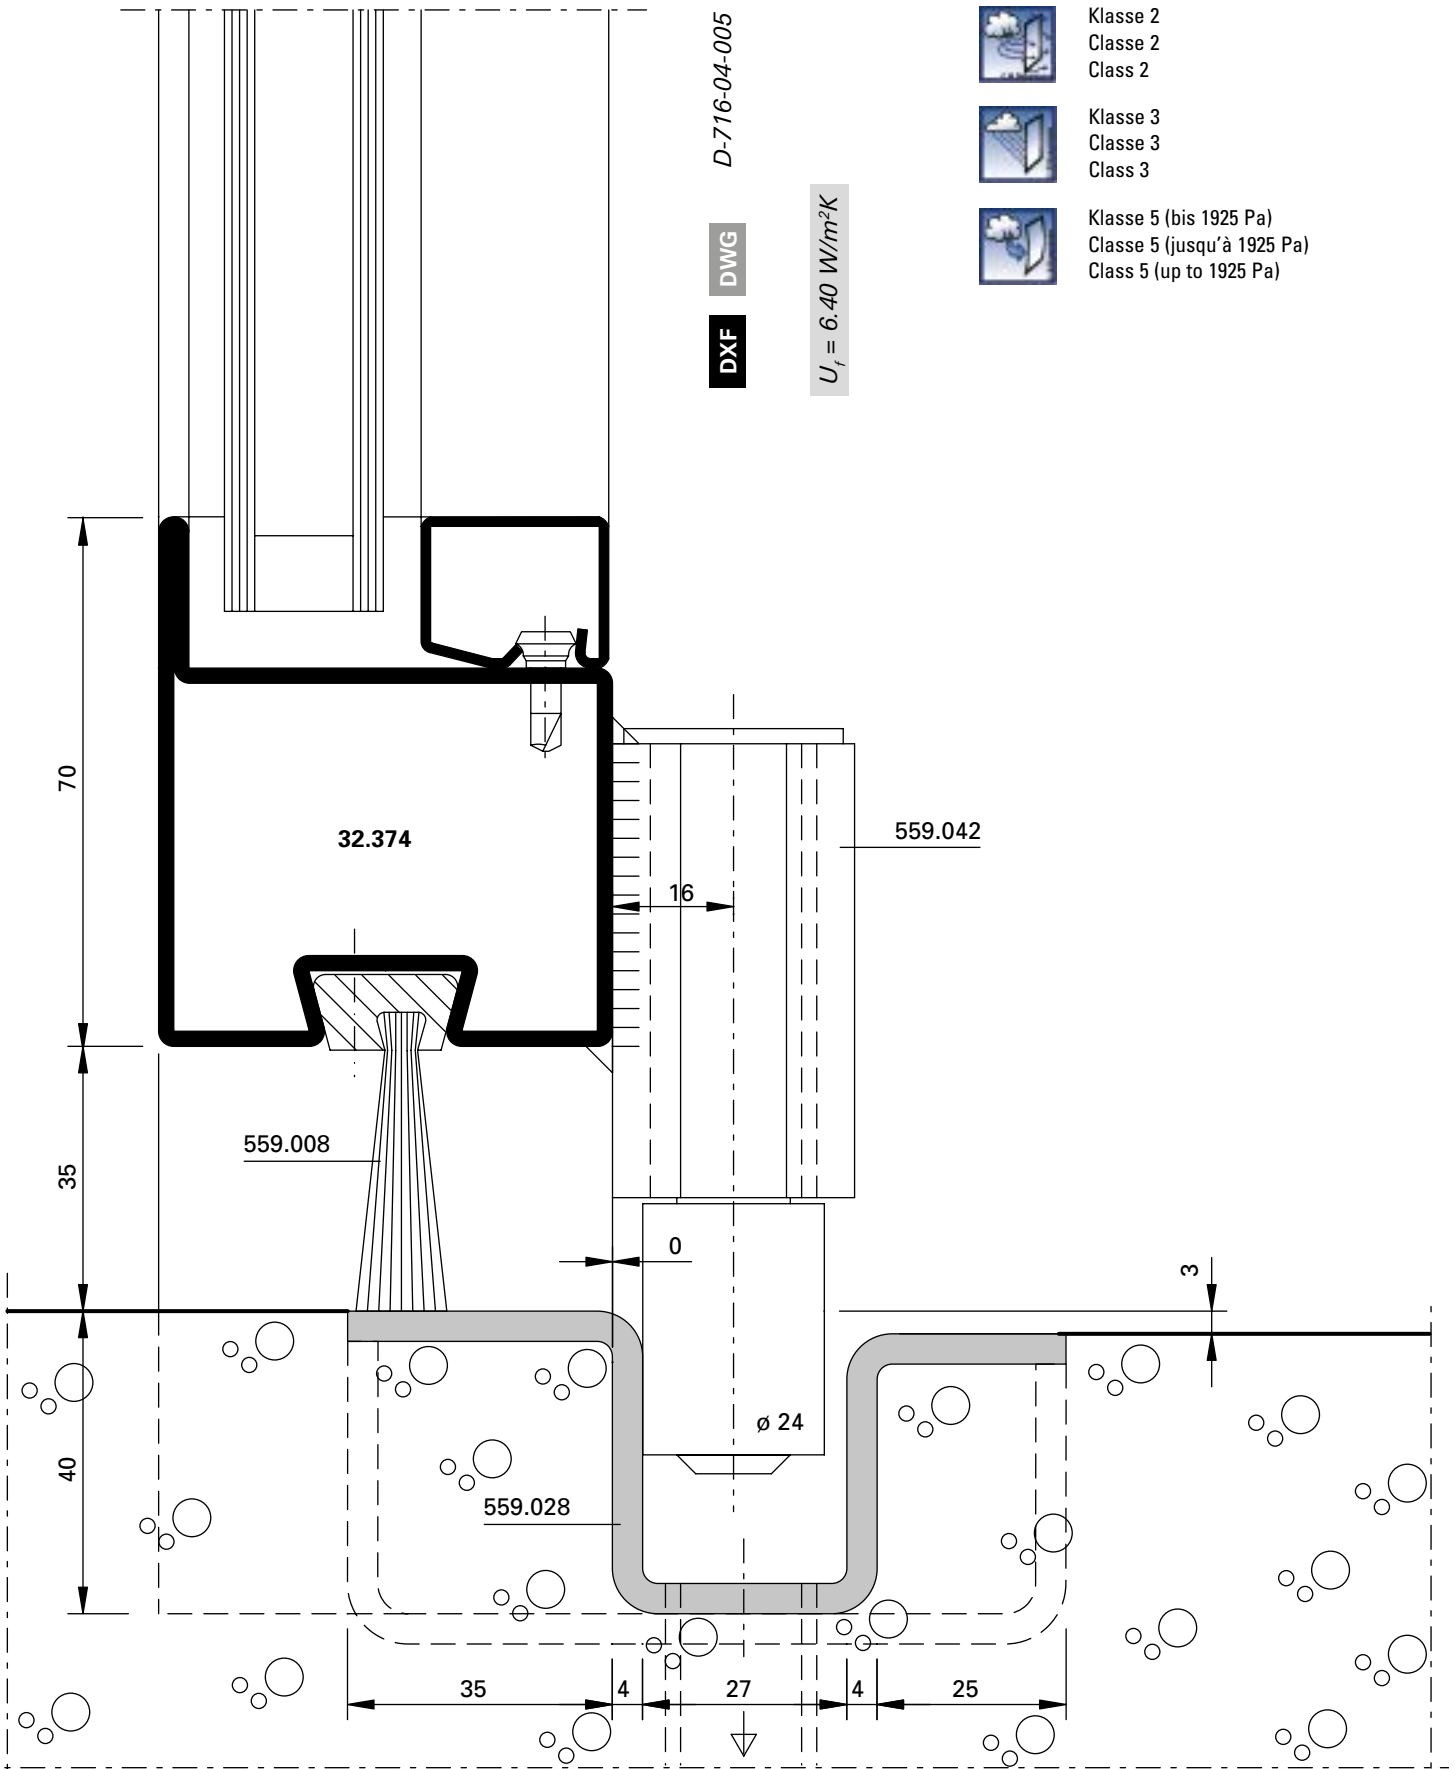 D-716-04-005
DXF DWG
U_f = 6.40 W/m²K
Klasse 2
Classe 2
Class 2
Klasse 3
Classe 3
Class 3
Klasse 5 (bis 1925 Pa)
Classe 5 (jusqu'à 1925 Pa)
Class 5 (up to 1925 Pa)
70
32.374
559.042
16
559.008
35
0
3
ø 24
40
559.028
35
4
27
4
25